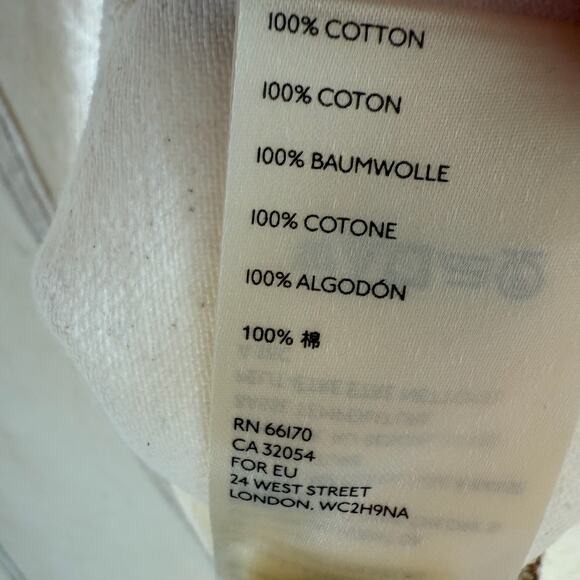 100% COTTON
100% COTON
100% BAUMWOLLE
100% COTONE
100% ALGODÓN
100% 棉
RN 66170
CA 32054
FOR EU
24 WEST STREET
LONDON, WC2H9NA